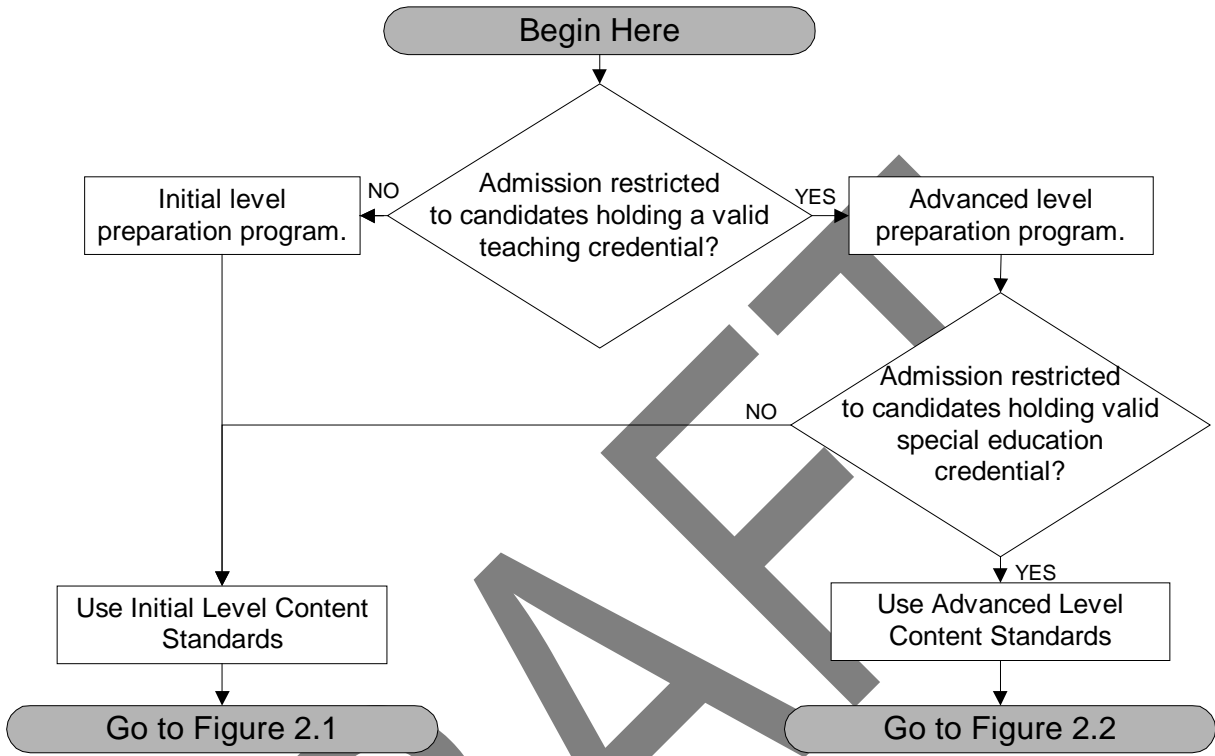 Begin Here
Admission restricted
to candidates holding a valid
teaching credential?
NO
YES
Initial level
preparation program.
Advanced level
preparation program.
Admission restricted
to candidates holding valid
special education
credential?
NO
YES
Use Initial Level Content
Standards
Use Advanced Level
Content Standards
Go to Figure 2.1
Go to Figure 2.2
DRAFT